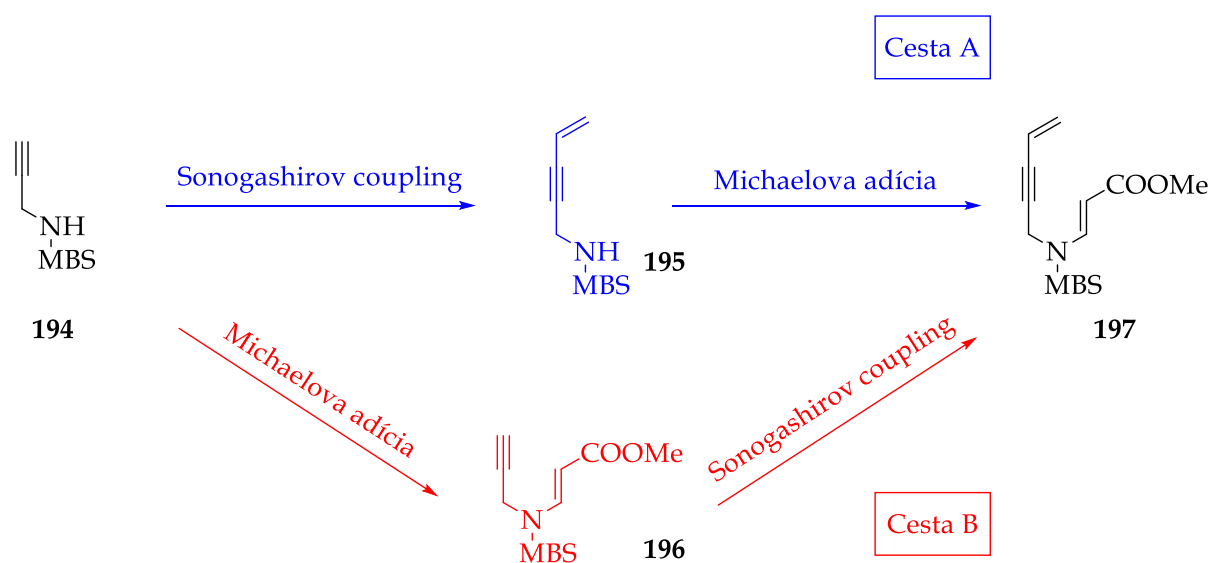 Cesta A
Sonogashirov coupling
Michaelova adícia
NH
MBS
194
NH
MBS
195
COOMe
N
MBS
197
Michaelova adícia
COOMe
N
MBS
196
Sonogashirov coupling
Cesta B